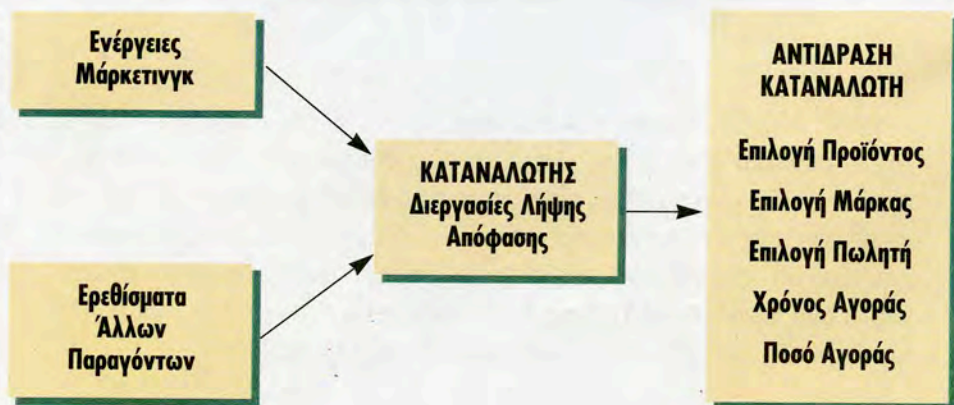 Ενέργειες
Μάρκετινγκ
Ερεθίσματα
Άλλων
Παραγόντων
ΚΑΤΑΝΑΛΩΤΗΣ
Διεργασίες Λήψης
Απόφασης
ΑΝΤΙΔΡΑΣΗ
ΚΑΤΑΝΑΛΩΤΗ
Επιλογή Προϊόντος
Επιλογή Μάρκας
Επιλογή Πωλητή
Χρόνος Αγοράς
Ποσό Αγοράς